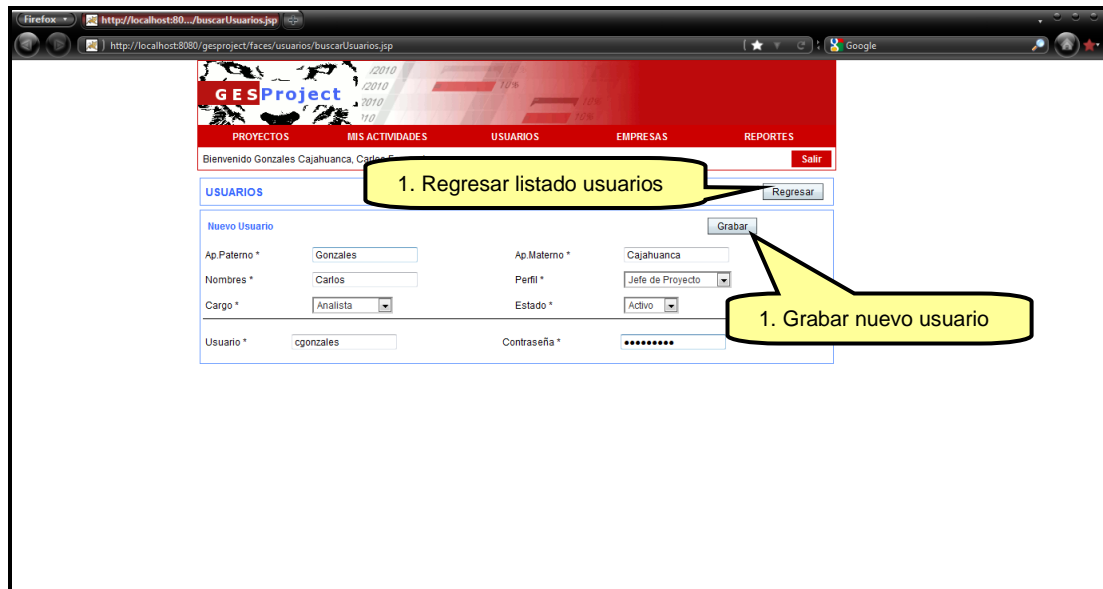 Firefox
http://localhost:80.../buscarUsuarios.jsp
http://localhost:8080/gesproject/faces/usuarios/buscarUsuarios.jsp
Google
/2010
/2010
2010
10%
10%
10%
GESProject
PROYECTOS MIS ACTIVIDADES USUARIOS EMPRESAS REPORTES
Bienvenido Gonzales Cajahuanca, Salir
1. Regresar listado usuarios
USUARIOS Regresar
Nuevo Usuario Grabar
Ap.Paterno * Gonzales Ap.Materno * Cajahuanca
Nombres * Carlos Perfil * Jefe de Proyecto
Cargo * Analista Estado * Activo
1. Grabar nuevo usuario
Usuario * cgonzales Contraseña * •••••••••